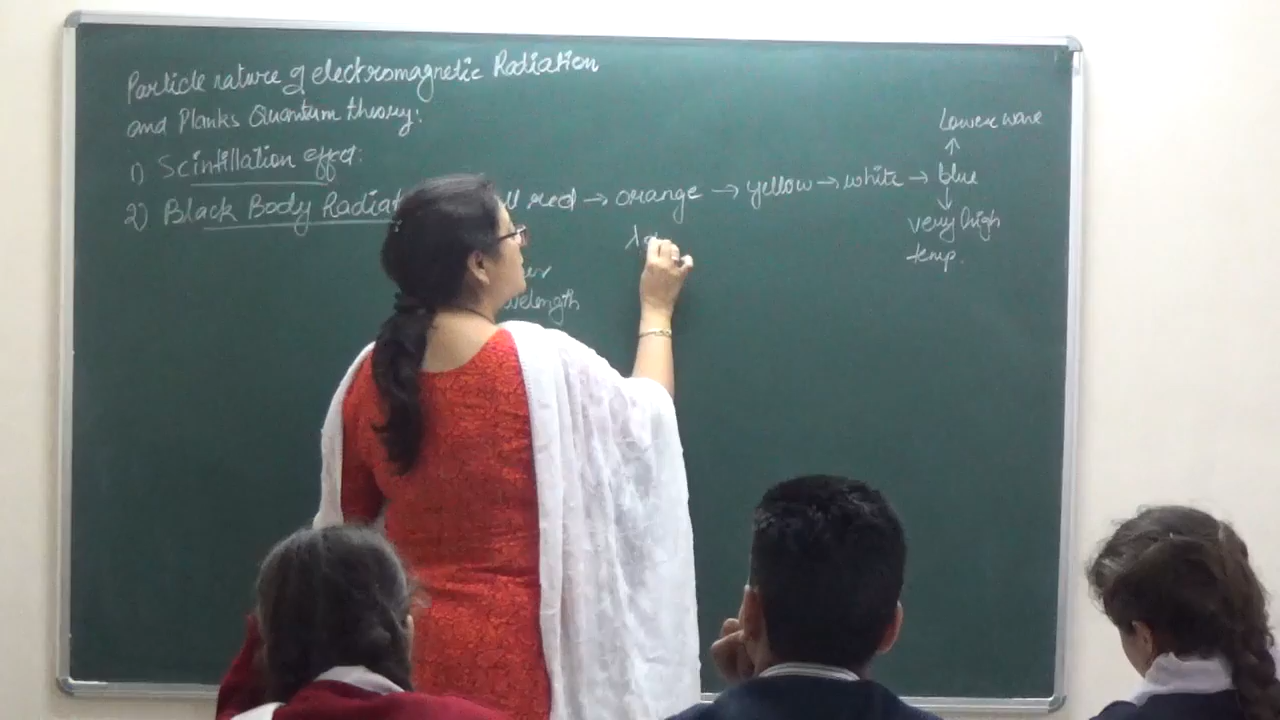 Particle nature of electromagnetic Radiation
and Planks Quantum theory:
1) Scintillation effect:
2) Black Body Radiat red → orange → yellow → white → blue
↑
Lower wave
↓
very high
temp.
λ